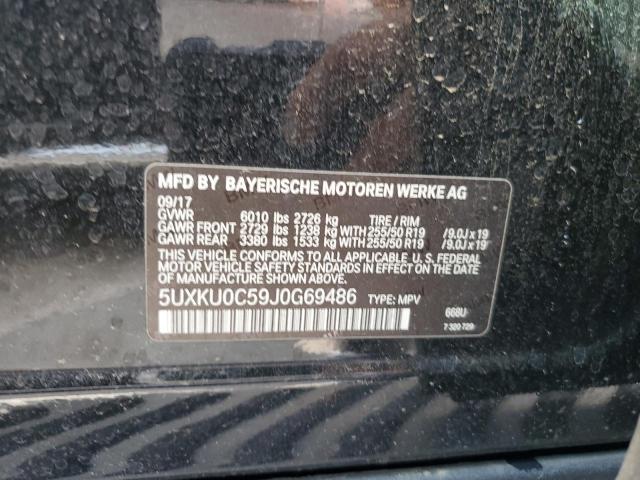 MFD BY BAYERISCHE MOTOREN WERKE AG
09/17
GVWR 6010 lbs 2726 kg TIRE / RIM
GAWR FRONT 2729 lbs 1238 kg WITH 255/50 R19 /9.0J x 19
GAWR REAR 3380 lbs 1533 kg WITH 255/50 R19 /9.0J x 19
THIS VEHICLE CONFORMS TO ALL APPLICABLE U. S. FEDERAL
MOTOR VEHICLE SAFETY STANDARDS IN EFFECT ON THE DATE
OF MANUFACTURE SHOWN ABOVE.
5UXKU0C59J0G69486 TYPE: MPV
668U
7 320 729